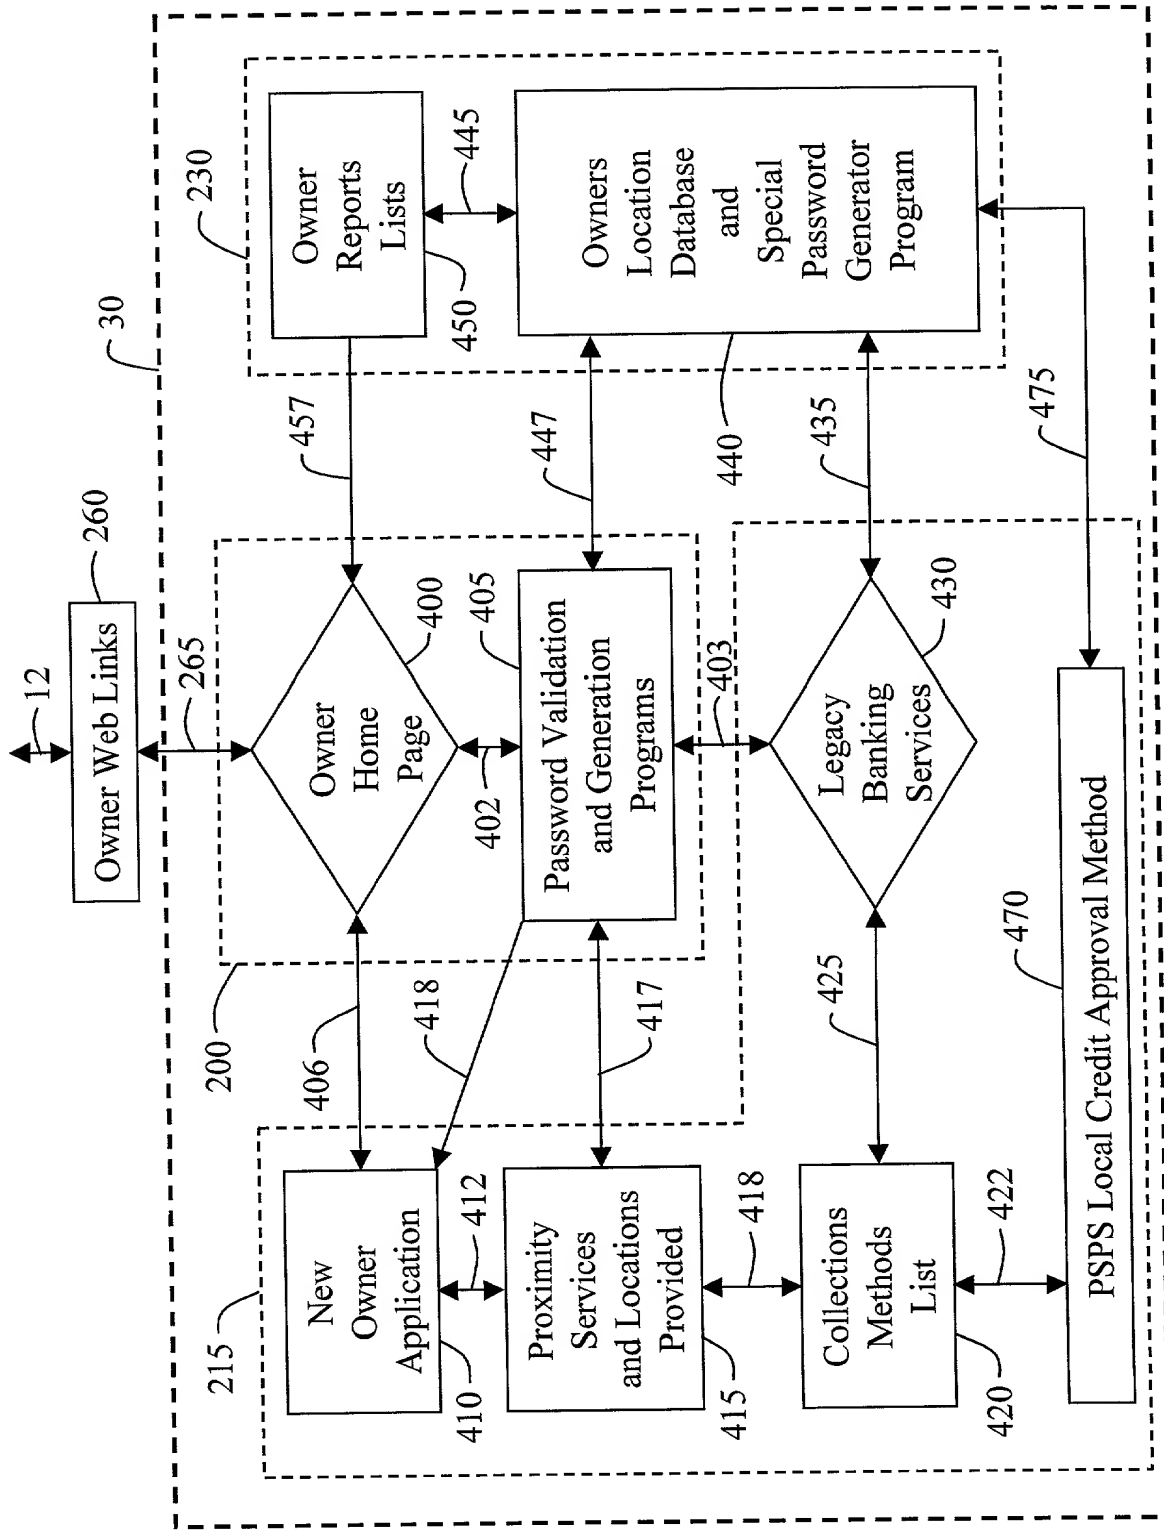 12
Owner Web Links
260
265
30
230
Owner
Reports
Lists
450
445
Owners
Location
Database
and
Special
Password
Generator
Program
440
457
447
435
475
200
Owner
Home
Page
400
402
Password Validation
and Generation
Programs
405
403
Legacy
Banking
Services
430
406
418
417
425
215
New
Owner
Application
410
412
Proximity
Services
and Locations
Provided
415
418
Collections
Methods
List
420
422
PSPS Local Credit Approval Method
470